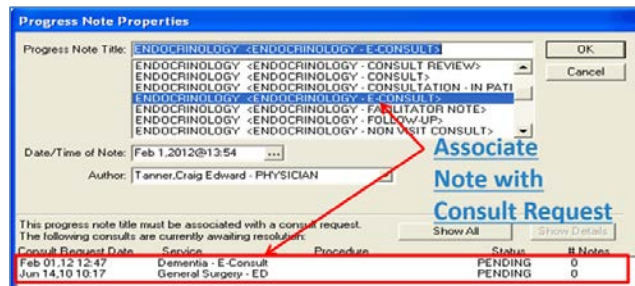 Progress Note Properties
Progress Note Title: ENDOCRINOLOGY <ENDOCRINOLOGY - E-CONSULT> OK
ENDOCRINOLOGY <ENDOCRINOLOGY - CONSULT REVIEW>
ENDOCRINOLOGY <ENDOCRINOLOGY - CONSULT> Cancel
ENDOCRINOLOGY <ENDOCRINOLOGY - CONSULTATION - IN PATI
ENDOCRINOLOGY <ENDOCRINOLOGY - E-CONSULT>
ENDOCRINOLOGY <ENDOCRINOLOGY - FACILITATOR NOTE>
ENDOCRINOLOGY <ENDOCRINOLOGY - FOLLOW-UP>
ENDOCRINOLOGY <ENDOCRINOLOGY - NON VISIT CONSULT>
Date/Time of Note: Feb 1,2012@13:54 ...
Author: Tanner,Craig Edward - PHYSICIAN
Associate
Note with
Consult Request
This progress note title must be associated with a consult request.
The following consults are currently awaiting resolution:
Show All Show Details
Consult Request Date Service Procedure Status # Notes
Feb 01,12 12:47 Dementia - E-Consult PENDING 0
Jun 14,10 10:17 General Surgery - ED PENDING 0